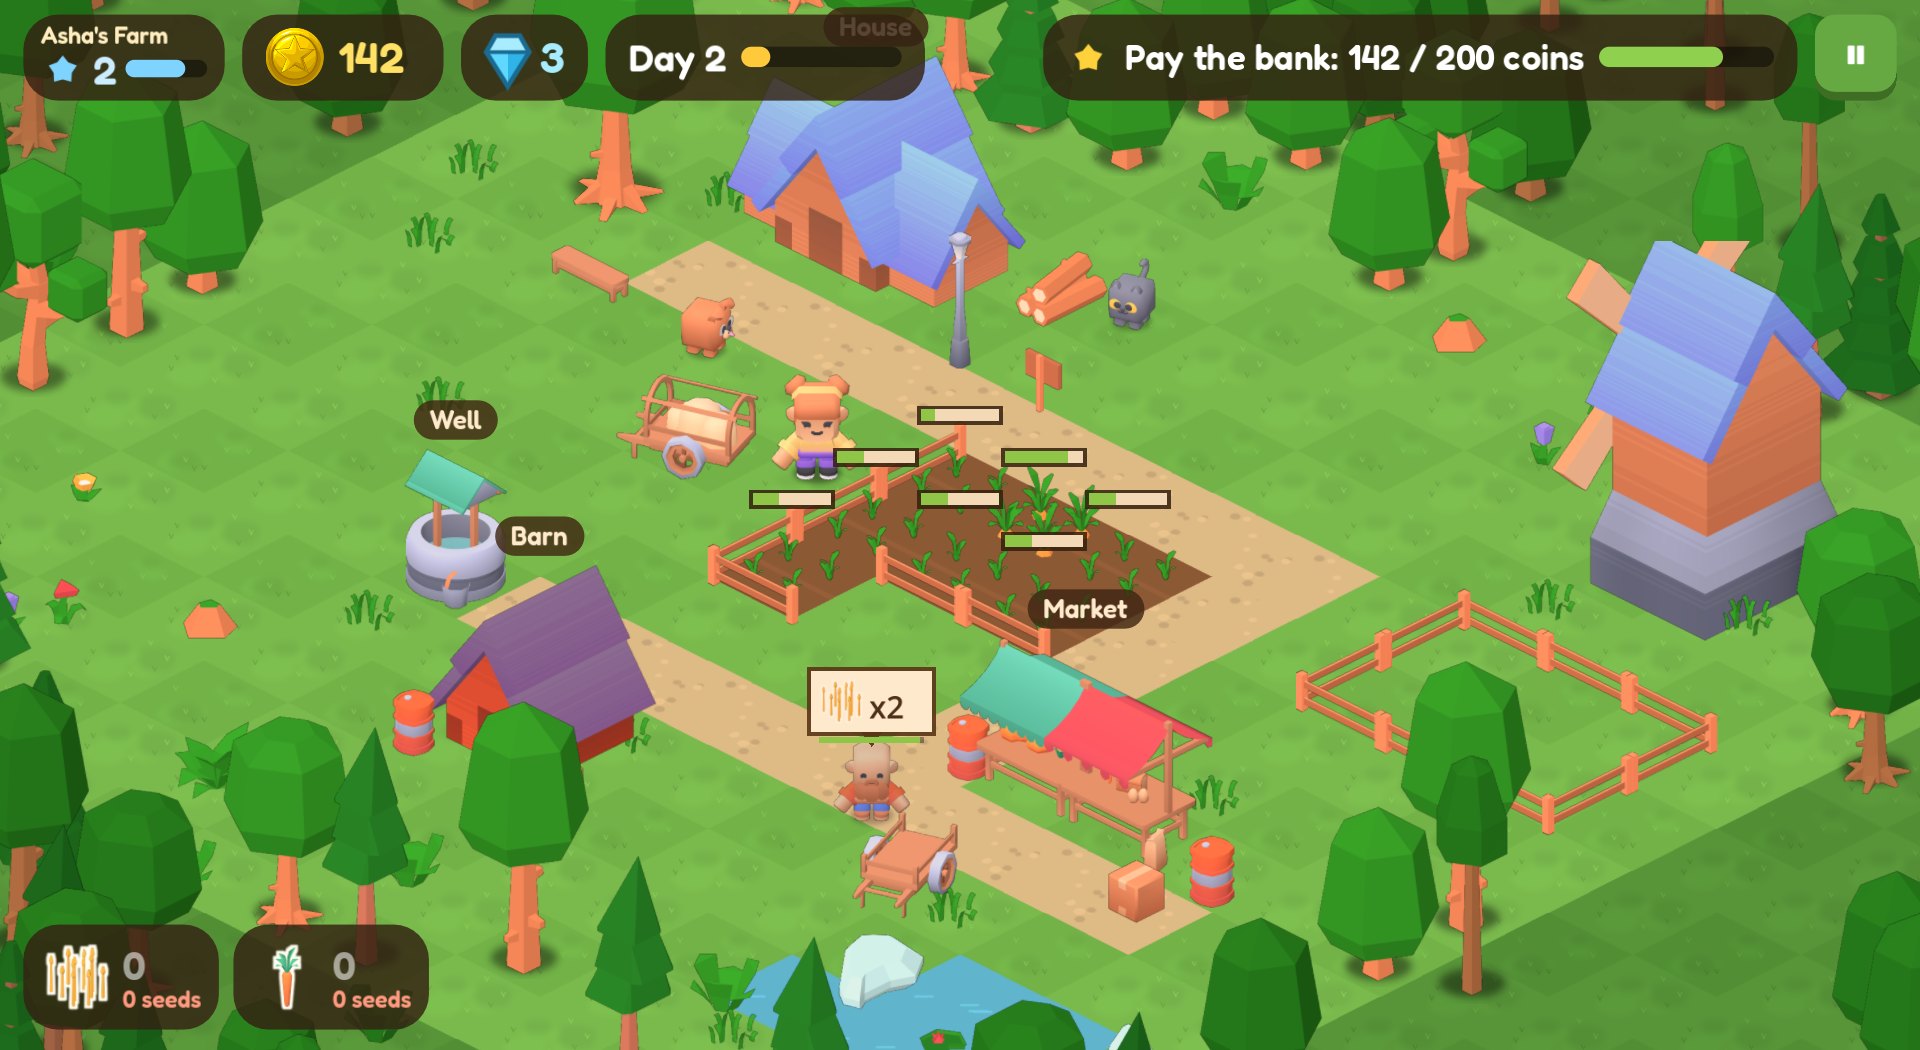 Asha's Farm
2
142
3
Day 2
House
Pay the bank: 142 / 200 coins
Well
Barn
Market
x2
0
0 seeds
0
0 seeds